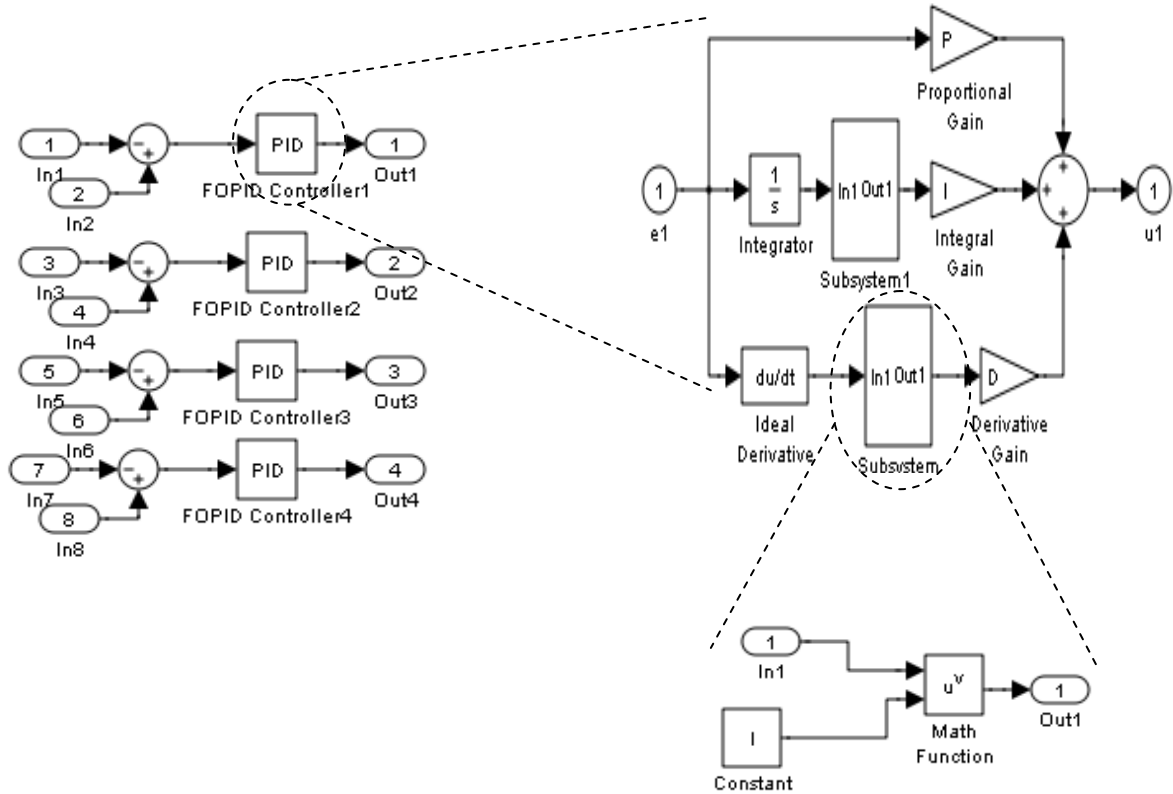 1
In1
2
In2
-
+
PID
FOPID Controller1
1
Out1
3
In3
4
In4
-
+
PID
FOPID Controller2
2
Out2
5
In5
6
In6
-
+
PID
FOPID Controller3
3
Out3
7
In7
8
In8
-
+
PID
FOPID Controller4
4
Out4
P
Proportional
Gain
1
e1
1
s
Integrator
In1 Out1
Subsystem1
I
Integral
Gain
+
+
+
1
u1
du/dt
Ideal
Derivative
In1 Out1
Subsystem
D
Derivative
Gain
1
In1
I
Constant
u^v
Math
Function
1
Out1